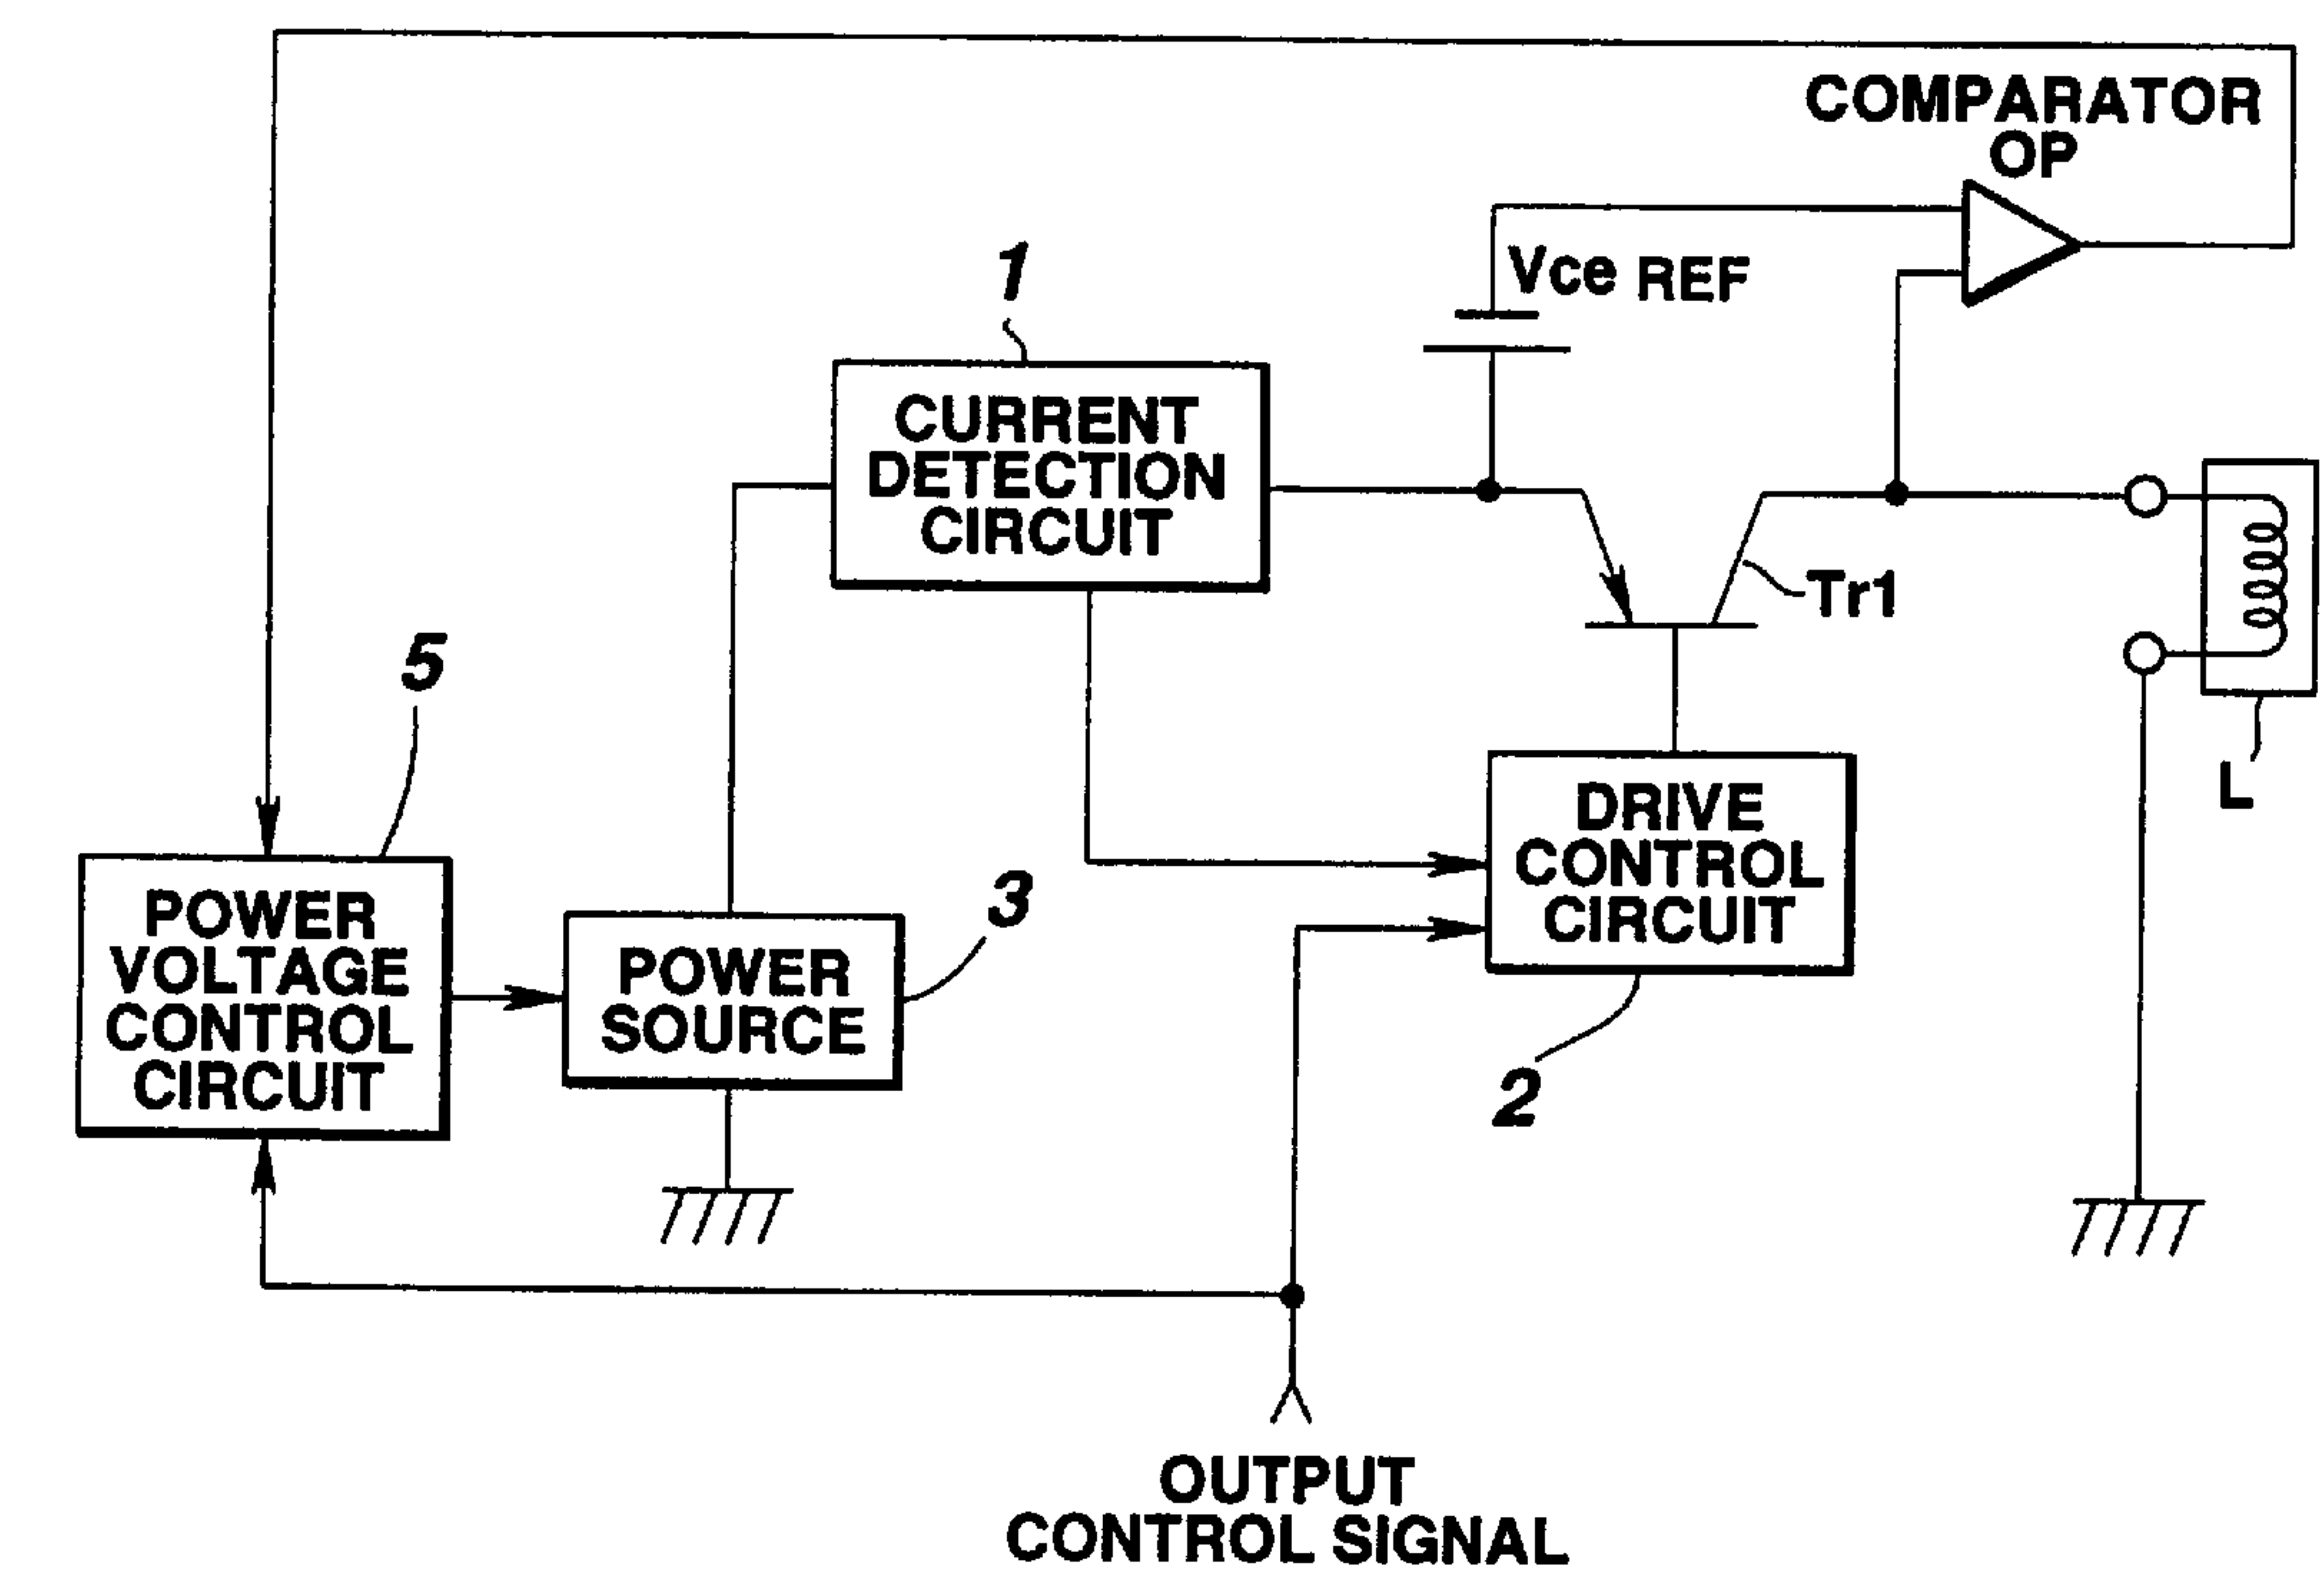 COMPARATOR
OP
1
Vce REF
CURRENT
DETECTION
CIRCUIT
Tr1
5
L
DRIVE
CONTROL
CIRCUIT
3
POWER
VOLTAGE
CONTROL
CIRCUIT
POWER
SOURCE
2
OUTPUT
CONTROL SIGNAL